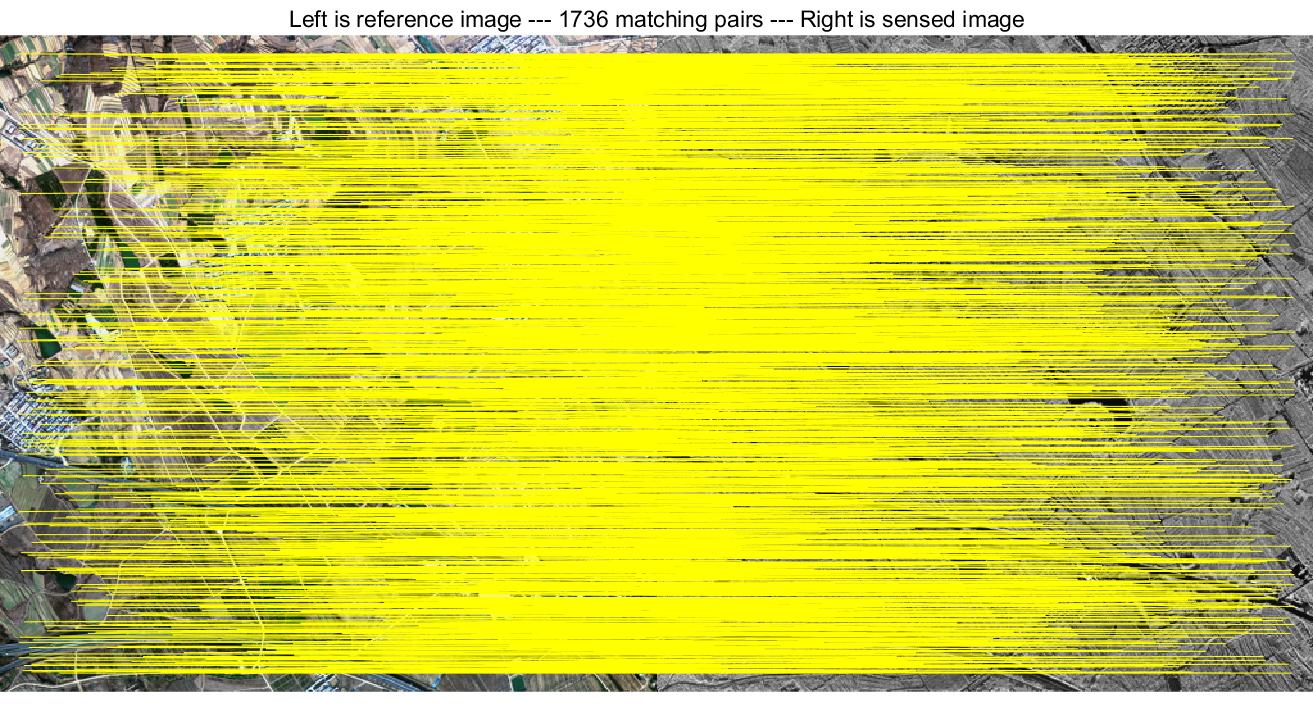 Left is reference image --- 1736 matching pairs --- Right is sensed image